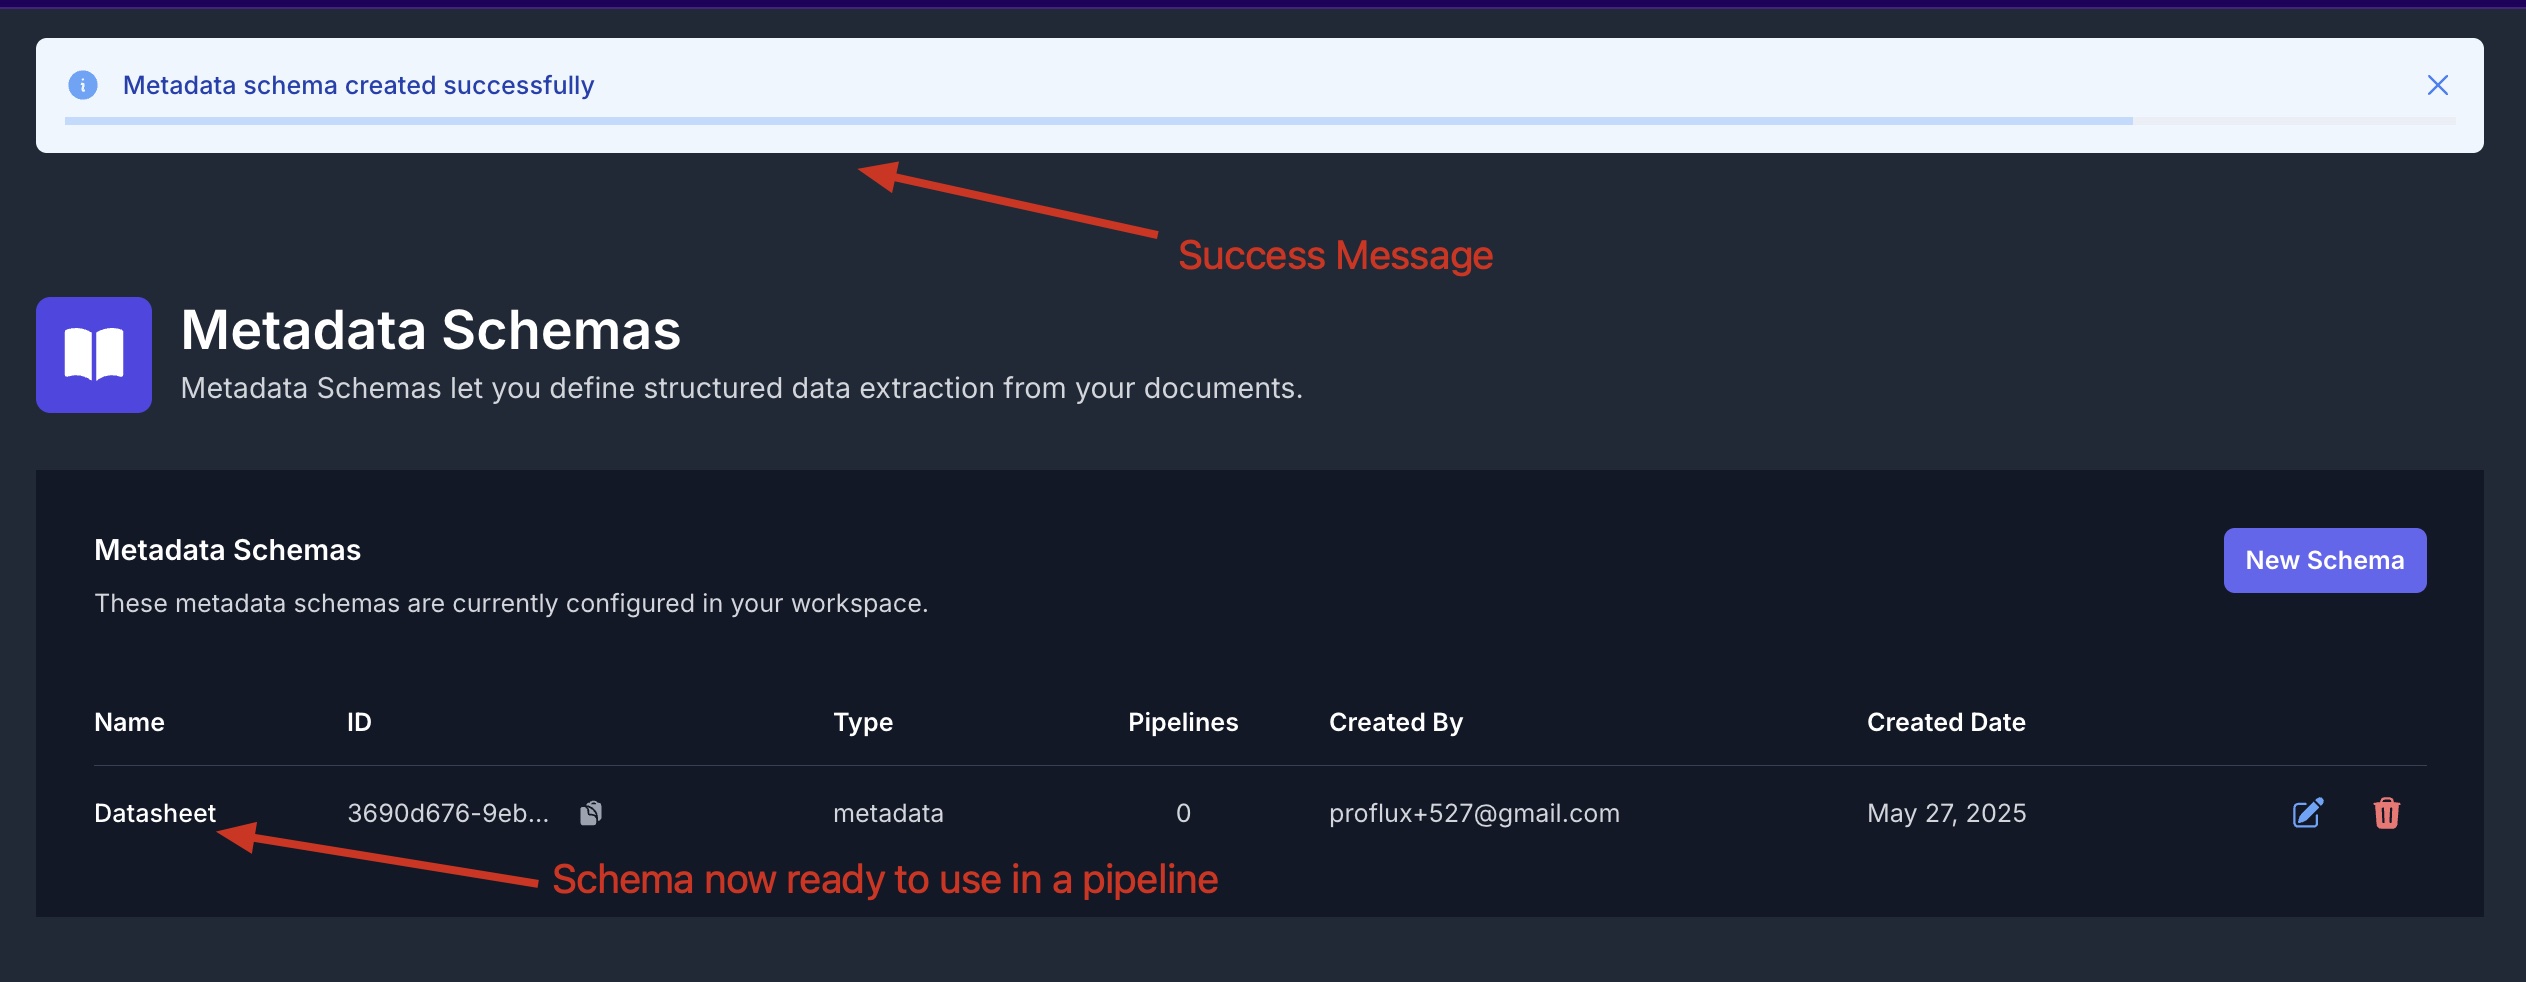 Metadata schema created successfully
Success Message
Metadata Schemas
Metadata Schemas let you define structured data extraction from your documents.
Metadata Schemas
New Schema
These metadata schemas are currently configured in your workspace.
Name ID Type Pipelines Created By Created Date
Datasheet 3690d676-9eb... metadata 0 proflux+527@gmail.com May 27, 2025
Schema now ready to use in a pipeline